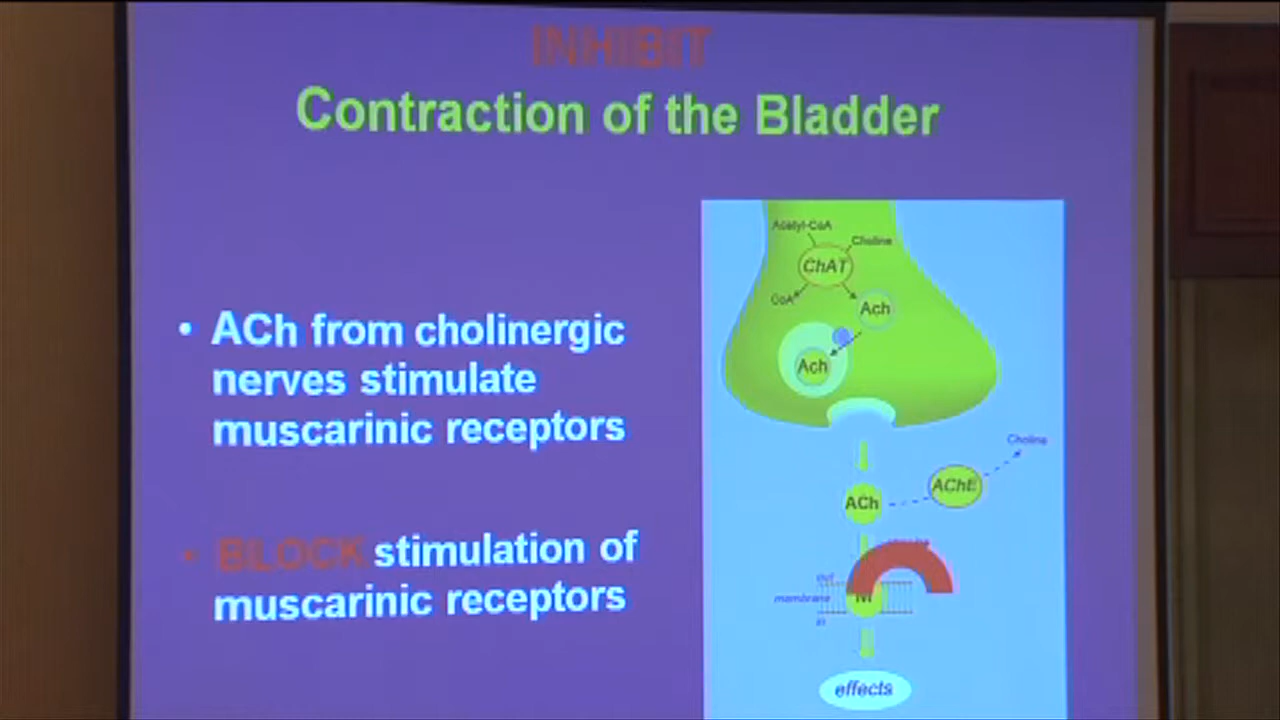 INHIBIT
Contraction of the Bladder
• ACh from cholinergic
nerves stimulate
muscarinic receptors
• BLOCK stimulation of
muscarinic receptors
Acetyl-CoA
Choline
ChAT
CoA
Ach
Ach
Choline
AChE
ACh
out
membrane
M
in
effects